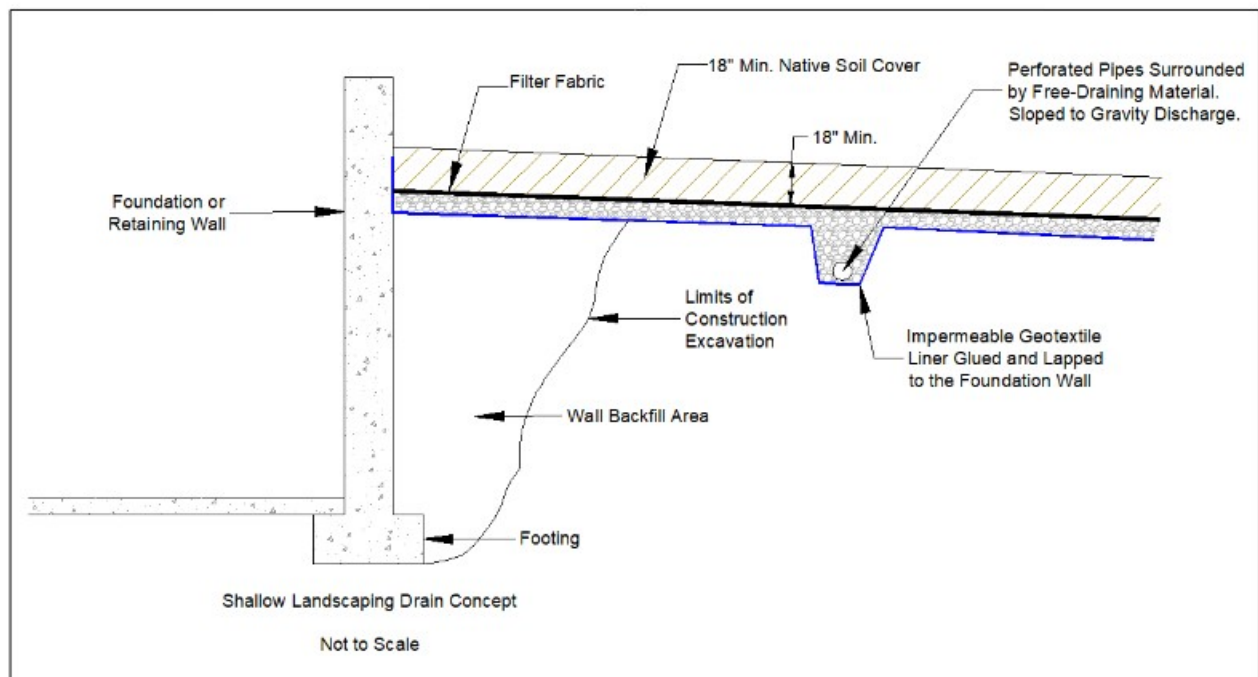 18" Min. Native Soil Cover
Filter Fabric
Perforated Pipes Surrounded
by Free-Draining Material.
Sloped to Gravity Discharge.
18" Min.
Foundation or
Retaining Wall
Limits of
Construction
Excavation
Impermeable Geotextile
Liner Glued and Lapped
to the Foundation Wall
Wall Backfill Area
Footing
Shallow Landscaping Drain Concept
Not to Scale